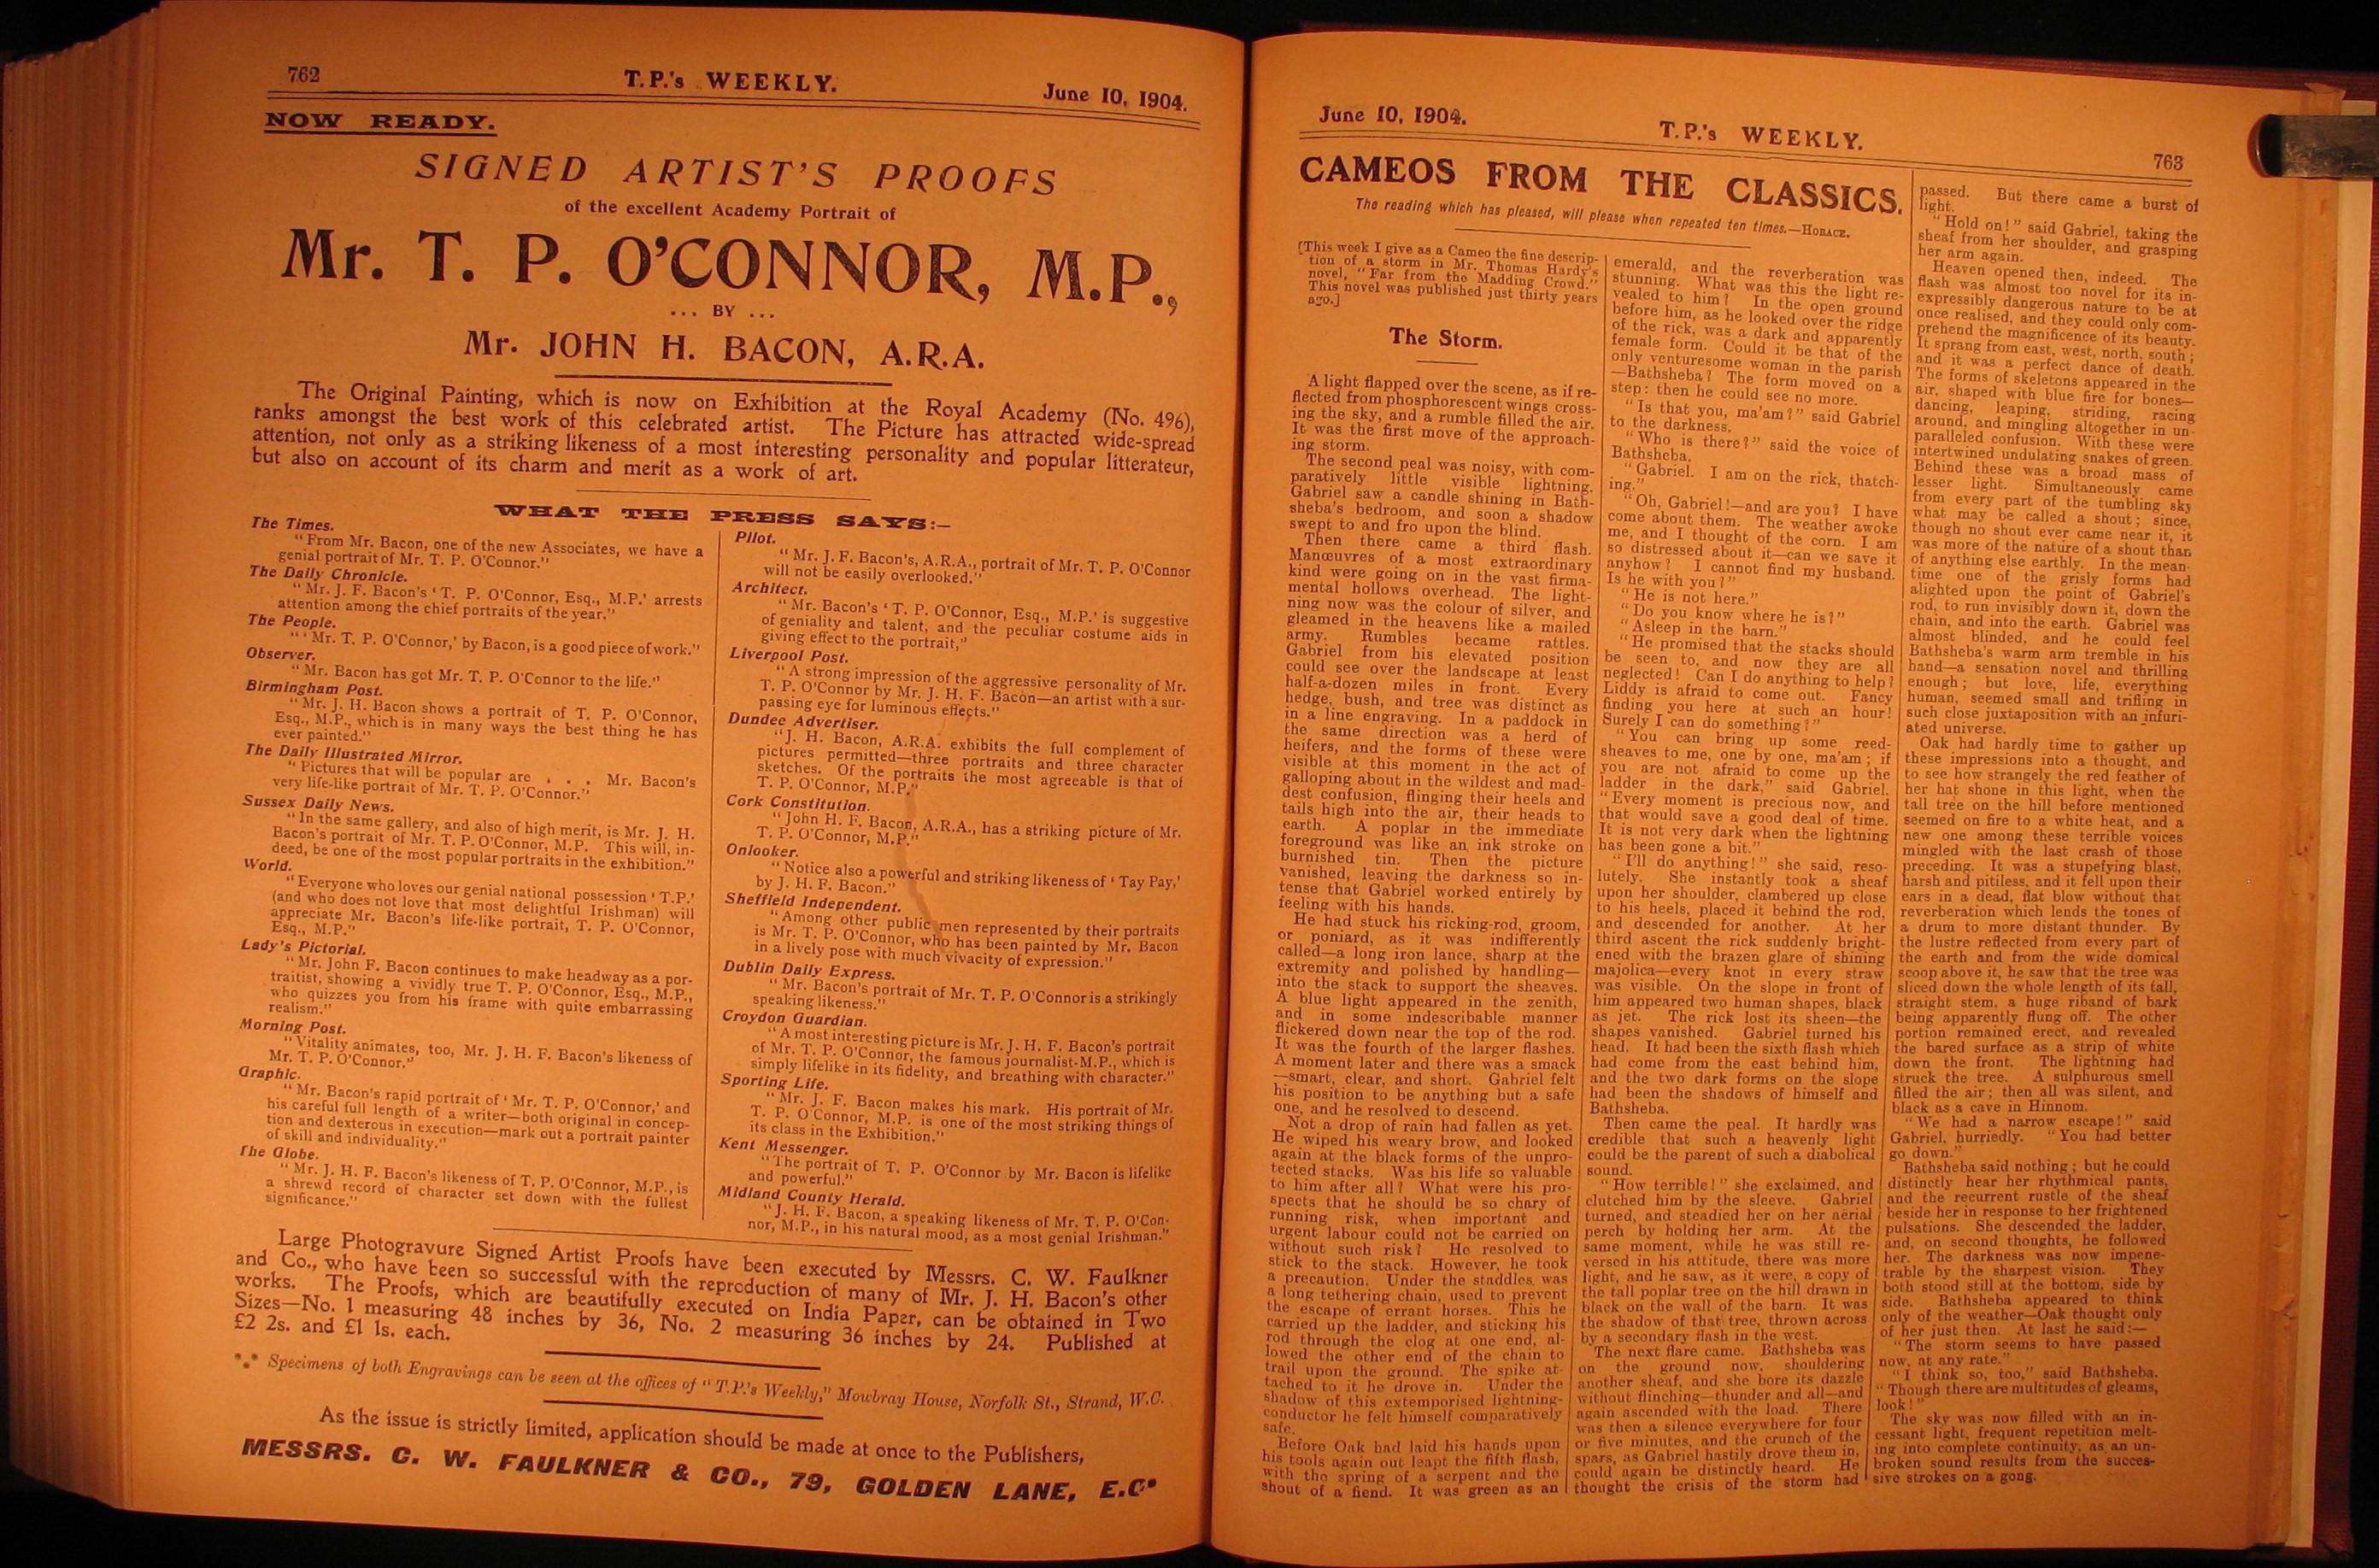 762
T.P.'s WEEKLY.
June 10, 1904.
NOW READY.
SIGNED ARTIST'S PROOFS
of the excellent Academy Portrait of
Mr. T. P. O'CONNOR, M.P.,
... BY ...
Mr. JOHN H. BACON, A.R.A.
The Original Painting, which is now on Exhibition at the Royal Academy (No. 496),
ranks amongst the best work of this celebrated artist. The Picture has attracted wide-spread
attention, not only as a striking likeness of a most interesting personality and popular litterateur,
but also on account of its charm and merit as a work of art.
WHAT THE PRESS SAYS:—
The Times.
"From Mr. Bacon, one of the new Associates, we have a
genial portrait of Mr. T. P. O'Connor."
The Daily Chronicle.
"Mr. J. F. Bacon's 'T. P. O'Connor, Esq., M.P.' arrests
attention among the chief portraits of the year."
The People.
"'Mr. T. P. O'Connor,' by Bacon, is a good piece of work."
Observer.
"Mr. Bacon has got Mr. T. P. O'Connor to the life."
Birmingham Post.
"Mr. J. H. Bacon shows a portrait of T. P. O'Connor,
Esq., M.P., which is in many ways the best thing he has
ever painted."
The Daily Illustrated Mirror.
"Pictures that will be popular are . . . Mr. Bacon's
very life-like portrait of Mr. T. P. O'Connor."
Sussex Daily News.
"In the same gallery, and also of high merit, is Mr. J. H.
Bacon's portrait of Mr. T. P. O'Connor, M.P. This will, in-
deed, be one of the most popular portraits in the exhibition."
World.
"Everyone who loves our genial national possession 'T.P.'
(and who does not love that most delightful Irishman) will
appreciate Mr. Bacon's life-like portrait, T. P. O'Connor,
Esq., M.P."
Lady's Pictorial.
"Mr. John F. Bacon continues to make headway as a por-
traitist, showing a vividly true T. P. O'Connor, Esq., M.P.,
who quizzes you from his frame with quite embarrassing
realism."
Morning Post.
"Vitality animates, too, Mr. J. H. F. Bacon's likeness of
Mr. T. P. O'Connor."
Graphic.
"Mr. Bacon's rapid portrait of 'Mr. T. P. O'Connor,' and
his careful full length of a writer—both original in concep-
tion and dexterous in execution—mark out a portrait painter
of skill and individuality."
The Globe.
"Mr. J. H. F. Bacon's likeness of T. P. O'Connor, M.P., is
a shrewd record of character set down with the fullest
significance."
Pilot.
"Mr. J. F. Bacon's, A.R.A., portrait of Mr. T. P. O'Connor
will not be easily overlooked."
Architect.
"Mr. Bacon's 'T. P. O'Connor, Esq., M.P.' is suggestive
of geniality and talent, and the peculiar costume aids in
giving effect to the portrait,"
Liverpool Post.
"A strong impression of the aggressive personality of Mr.
T. P. O'Connor by Mr. J. H. F. Bacon—an artist with a sur-
passing eye for luminous effects."
Dundee Advertiser.
"J. H. Bacon, A.R.A. exhibits the full complement of
pictures permitted—three portraits and three character
sketches. Of the portraits the most agreeable is that of
T. P. O'Connor, M.P."
Cork Constitution.
"John H. F. Bacon, A.R.A., has a striking picture of Mr.
T. P. O'Connor, M.P."
Onlooker.
"Notice also a powerful and striking likeness of 'Tay Pay,'
by J. H. F. Bacon."
Sheffield Independent.
"Among other public men represented by their portraits
is Mr. T. P. O'Connor, who has been painted by Mr. Bacon
in a lively pose with much vivacity of expression."
Dublin Daily Express.
"Mr. Bacon's portrait of Mr. T. P. O'Connor is a strikingly
speaking likeness."
Croydon Guardian.
"A most interesting picture is Mr. J. H. F. Bacon's portrait
of Mr. T. P. O'Connor, the famous journalist-M.P., which is
simply lifelike in its fidelity, and breathing with character."
Sporting Life.
"Mr. J. F. Bacon makes his mark. His portrait of Mr.
T. P. O'Connor, M.P. is one of the most striking things of
its class in the Exhibition."
Kent Messenger.
"The portrait of T. P. O'Connor by Mr. Bacon is lifelike
and powerful."
Midland County Herald.
"J. H. F. Bacon, a speaking likeness of Mr. T. P. O'Con-
nor, M.P., in his natural mood, as a most genial Irishman."
Large Photogravure Signed Artist Proofs have been executed by Messrs. C. W. Faulkner
and Co., who have been so successful with the reproduction of many of Mr. J. H. Bacon's other
works. The Proofs, which are beautifully executed on India Paper, can be obtained in Two
Sizes—No. 1 measuring 48 inches by 36, No. 2 measuring 36 inches by 24. Published at
£2 2s. and £1 1s. each.
*.* Specimens of both Engravings can be seen at the offices of "T.P.'s Weekly," Mowbray House, Norfolk St., Strand, W.C.
As the issue is strictly limited, application should be made at once to the Publishers,
MESSRS. C. W. FAULKNER & CO., 79, GOLDEN LANE, E.C.
June 10, 1904.
T.P.'s WEEKLY.
763
CAMEOS FROM THE CLASSICS.
The reading which has pleased, will please when repeated ten times.—HORACE.
[This week I give as a Cameo the fine descrip-
tion of a storm in Mr. Thomas Hardy's
novel, "Far from the Madding Crowd."
This novel was published just thirty years
ago.]
The Storm.
A light flapped over the scene, as if re-
flected from phosphorescent wings cross-
ing the sky, and a rumble filled the air.
It was the first move of the approach-
ing storm.
The second peal was noisy, with com-
paratively little visible lightning.
Gabriel saw a candle shining in Bath-
sheba's bedroom, and soon a shadow
swept to and fro upon the blind.
Then there came a third flash.
Manœuvres of a most extraordinary
kind were going on in the vast firma-
mental hollows overhead. The light-
ning now was the colour of silver, and
gleamed in the heavens like a mailed
army. Rumbles became rattles.
Gabriel from his elevated position
could see over the landscape at least
half-a-dozen miles in front. Every
hedge, bush, and tree was distinct as
in a line engraving. In a paddock in
the same direction was a herd of
heifers, and the forms of these were
visible at this moment in the act of
galloping about in the wildest and mad-
dest confusion, flinging their heels and
tails high into the air, their heads to
earth. A poplar in the immediate
foreground was like an ink stroke on
burnished tin. Then the picture
vanished, leaving the darkness so in-
tense that Gabriel worked entirely by
feeling with his hands.
He had stuck his ricking-rod, groom,
or poniard, as it was indifferently
called—a long iron lance, sharp at the
extremity and polished by handling—
into the stack to support the sheaves.
A blue light appeared in the zenith,
and in some indescribable manner
flickered down near the top of the rod.
It was the fourth of the larger flashes.
A moment later and there was a smack
—smart, clear, and short. Gabriel felt
his position to be anything but a safe
one, and he resolved to descend.
Not a drop of rain had fallen as yet.
He wiped his weary brow, and looked
again at the black forms of the unpro-
tected stacks. Was his life so valuable
to him after all? What were his pro-
spects that he should be so chary of
running risk, when important and
urgent labour could not be carried on
without such risk? He resolved to
stick to the stack. However, he took
a precaution. Under the staddles was
a long tethering chain, used to prevent
the escape of errant horses. This he
carried up the ladder, and sticking his
rod through the clog at one end, al-
lowed the other end of the chain to
trail upon the ground. The spike at-
tached to it he drove in. Under the
shadow of this extemporised lightning-
conductor he felt himself comparatively
safe.
Before Oak had laid his hands upon
his tools again out leapt the fifth flash,
with the spring of a serpent and the
shout of a fiend. It was green as an
emerald, and the reverberation was
stunning. What was this the light re-
vealed to him? In the open ground
before him, as he looked over the ridge
of the rick, was a dark and apparently
female form. Could it be that of the
only venturesome woman in the parish
—Bathsheba? The form moved on a
step: then he could see no more.
"Is that you, ma'am?" said Gabriel
to the darkness.
"Who is there?" said the voice of
Bathsheba.
"Gabriel. I am on the rick, thatch-
ing."
"Oh, Gabriel!—and are you? I have
come about them. The weather awoke
me, and I thought of the corn. I am
so distressed about it—can we save it
anyhow? I cannot find my husband.
Is he with you?"
"He is not here."
"Do you know where he is?"
"Asleep in the barn."
"He promised that the stacks should
be seen to, and now they are all
neglected! Can I do anything to help?
Liddy is afraid to come out. Fancy
finding you here at such an hour!
Surely I can do something?"
"You can bring up some reed-
sheaves to me, one by one, ma'am; if
you are not afraid to come up the
ladder in the dark," said Gabriel.
"Every moment is precious now, and
that would save a good deal of time.
It is not very dark when the lightning
has been gone a bit."
"I'll do anything!" she said, reso-
lutely. She instantly took a sheaf
upon her shoulder, clambered up close
to his heels, placed it behind the rod,
and descended for another. At her
third ascent the rick suddenly bright-
ened with the brazen glare of shining
majolica—every knot in every straw
was visible. On the slope in front of
him appeared two human shapes, black
as jet. The rick lost its sheen—the
shapes vanished. Gabriel turned his
head. It had been the sixth flash which
had come from the east behind him,
and the two dark forms on the slope
had been the shadows of himself and
Bathsheba.
Then came the peal. It hardly was
credible that such a heavenly light
could be the parent of such a diabolical
sound.
"How terrible!" she exclaimed, and
clutched him by the sleeve. Gabriel
turned, and steadied her on her aerial
perch by holding her arm. At the
same moment, while he was still re-
versed in his attitude, there was more
light, and he saw, as it were, a copy of
the tall poplar tree on the hill drawn in
black on the wall of the barn. It was
the shadow of that tree, thrown across
by a secondary flash in the west.
The next flare came. Bathsheba was
on the ground now, shouldering
another sheaf, and she bore its dazzle
without flinching—thunder and all—and
again ascended with the load. There
was then a silence everywhere for four
or five minutes, and the crunch of the
spars, as Gabriel hastily drove them in,
could again be distinctly heard. He
thought the crisis of the storm had
passed. But there came a burst of
light.
"Hold on!" said Gabriel, taking the
sheaf from her shoulder, and grasping
her arm again.
Heaven opened then, indeed. The
flash was almost too novel for its in-
expressibly dangerous nature to be at
once realised, and they could only com-
prehend the magnificence of its beauty.
It sprang from east, west, north, south;
and it was a perfect dance of death.
The forms of skeletons appeared in the
air, shaped with blue fire for bones—
dancing, leaping, striding, racing
around, and mingling altogether in un-
paralleled confusion. With these were
intertwined undulating snakes of green.
Behind these was a broad mass of
lesser light. Simultaneously came
from every part of the tumbling sky
what may be called a shout; since,
though no shout ever came near it, it
was more of the nature of a shout than
of anything else earthly. In the mean-
time one of the grisly forms had
alighted upon the point of Gabriel's
rod, to run invisibly down it, down the
chain, and into the earth. Gabriel was
almost blinded, and he could feel
Bathsheba's warm arm tremble in his
hand—a sensation novel and thrilling
enough; but love, life, everything
human, seemed small and trifling in
such close juxtaposition with an infuri-
ated universe.
Oak had hardly time to gather up
these impressions into a thought, and
to see how strangely the red feather of
her hat shone in this light, when the
tall tree on the hill before mentioned
seemed on fire to a white heat, and a
new one among these terrible voices
mingled with the last crash of those
preceding. It was a stupefying blast,
harsh and pitiless, and it fell upon their
ears in a dead, flat blow without that
reverberation which lends the tones of
a drum to more distant thunder. By
the lustre reflected from every part of
the earth and from the wide domical
scoop above it, he saw that the tree was
sliced down the whole length of its tall,
straight stem, a huge riband of bark
being apparently flung off. The other
portion remained erect, and revealed
the bared surface as a strip of white
down the front. The lightning had
struck the tree. A sulphurous smell
filled the air; then all was silent, and
black as a cave in Hinnom.
"We had a narrow escape!" said
Gabriel, hurriedly. "You had better
go down."
Bathsheba said nothing; but he could
distinctly hear her rhythmical pants,
and the recurrent rustle of the sheaf
beside her in response to her frightened
pulsations. She descended the ladder,
and, on second thoughts, he followed
her. The darkness was now impene-
trable by the sharpest vision. They
both stood still at the bottom, side by
side. Bathsheba appeared to think
only of the weather—Oak thought only
of her just then. At last he said:—
"The storm seems to have passed
now, at any rate."
"I think so, too," said Bathsheba.
"Though there are multitudes of gleams,
look!"
The sky was now filled with an in-
cessant light, frequent repetition melt-
ing into complete continuity, as an un-
broken sound results from the succes-
sive strokes on a gong.